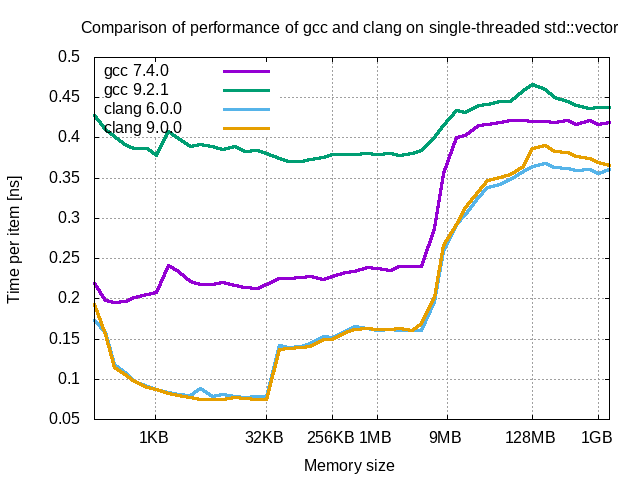 Comparison of performance of gcc and clang on single-threaded std::vector
0.5
gcc 7.4.0
0.45
gcc 9.2.1
clang 6.0.0
0.4
clang 9.0.0
0.35
0.3
0.25
0.2
0.15
0.1
0.05
Time per item [ns]
1KB 32KB 256KB 1MB 9MB 128MB 1GB
Memory size